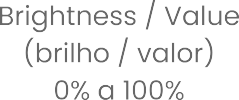 Brightness / Value
(brilho / valor)
0% a 100%